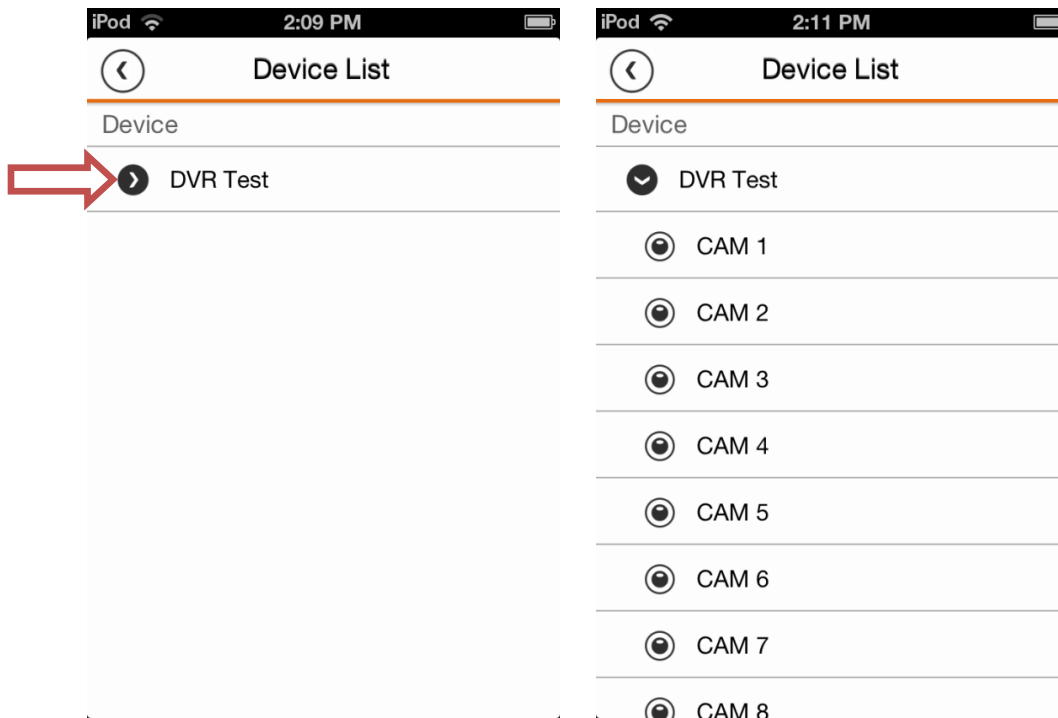 iPod 2:09 PM
Device List
Device
DVR Test
iPod 2:11 PM
Device List
Device
DVR Test
CAM 1
CAM 2
CAM 3
CAM 4
CAM 5
CAM 6
CAM 7
CAM 8